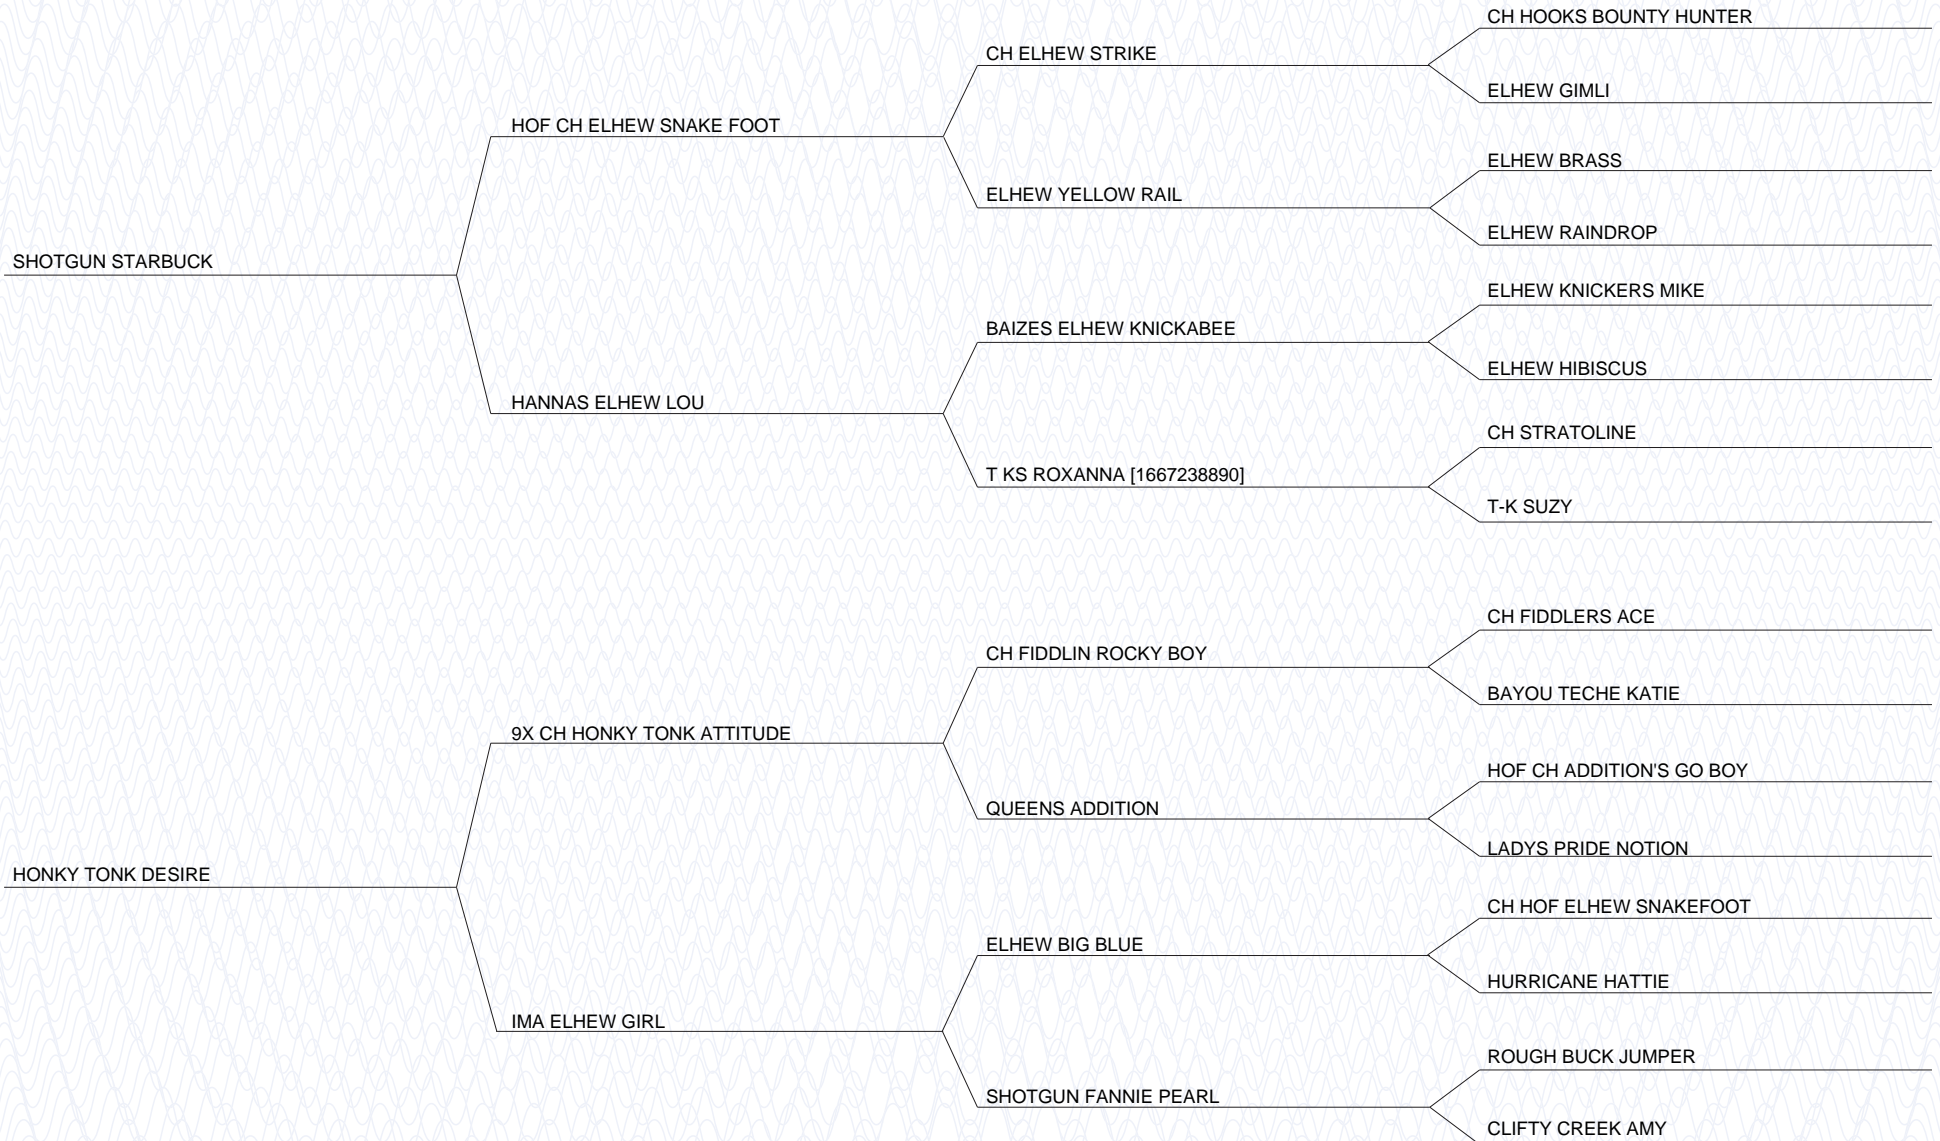 CH HOOKS BOUNTY HUNTER
CH ELHEW STRIKE
ELHEW GIMLI
HOF CH ELHEW SNAKE FOOT
ELHEW BRASS
ELHEW YELLOW RAIL
ELHEW RAINDROP
SHOTGUN STARBUCK
ELHEW KNICKERS MIKE
BAIZES ELHEW KNICKABEE
ELHEW HIBISCUS
HANNAS ELHEW LOU
CH STRATOLINE
T KS ROXANNA [1667238890]
T-K SUZY
CH FIDDLERS ACE
CH FIDDLIN ROCKY BOY
BAYOU TECHE KATIE
9X CH HONKY TONK ATTITUDE
HOF CH ADDITION'S GO BOY
QUEENS ADDITION
LADYS PRIDE NOTION
HONKY TONK DESIRE
CH HOF ELHEW SNAKEFOOT
ELHEW BIG BLUE
HURRICANE HATTIE
IMA ELHEW GIRL
ROUGH BUCK JUMPER
SHOTGUN FANNIE PEARL
CLIFTY CREEK AMY